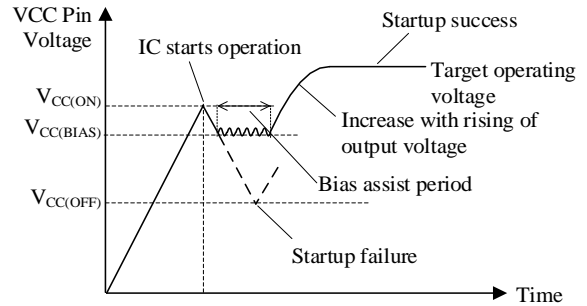 VCC Pin
Voltage
Startup success
IC starts operation
Target operating
voltage
VCC(ON)
Increase with rising of
output voltage
VCC(BIAS)
Bias assist period
VCC(OFF)
Startup failure
Time